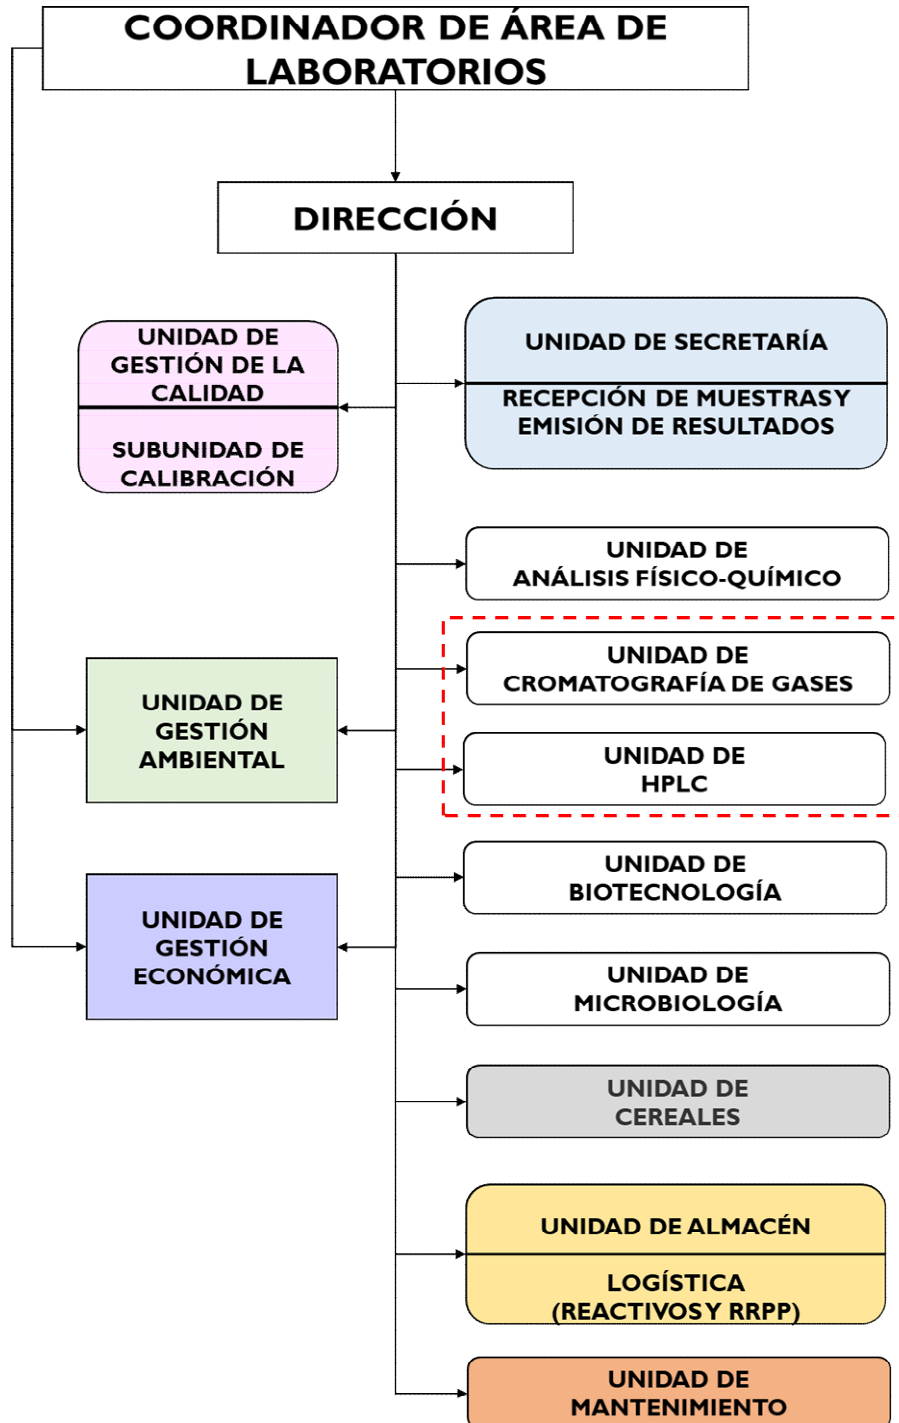 COORDINADOR DE ÁREA DE
LABORATORIOS
DIRECCIÓN
UNIDAD DE
GESTIÓN DE LA
CALIDAD
SUBUNIDAD DE
CALIBRACIÓN
UNIDAD DE SECRETARÍA
RECEPCIÓN DE MUESTRAS Y
EMISIÓN DE RESULTADOS
UNIDAD DE
ANÁLISIS FÍSICO-QUÍMICO
UNIDAD DE
CROMATOGRAFÍA DE GASES
UNIDAD DE
GESTIÓN
AMBIENTAL
UNIDAD DE
HPLC
UNIDAD DE
BIOTECNOLOGÍA
UNIDAD DE
GESTIÓN
ECONÓMICA
UNIDAD DE
MICROBIOLOGÍA
UNIDAD DE
CEREALES
UNIDAD DE ALMACÉN
LOGÍSTICA
(REACTIVOS Y RRPP)
UNIDAD DE
MANTENIMIENTO